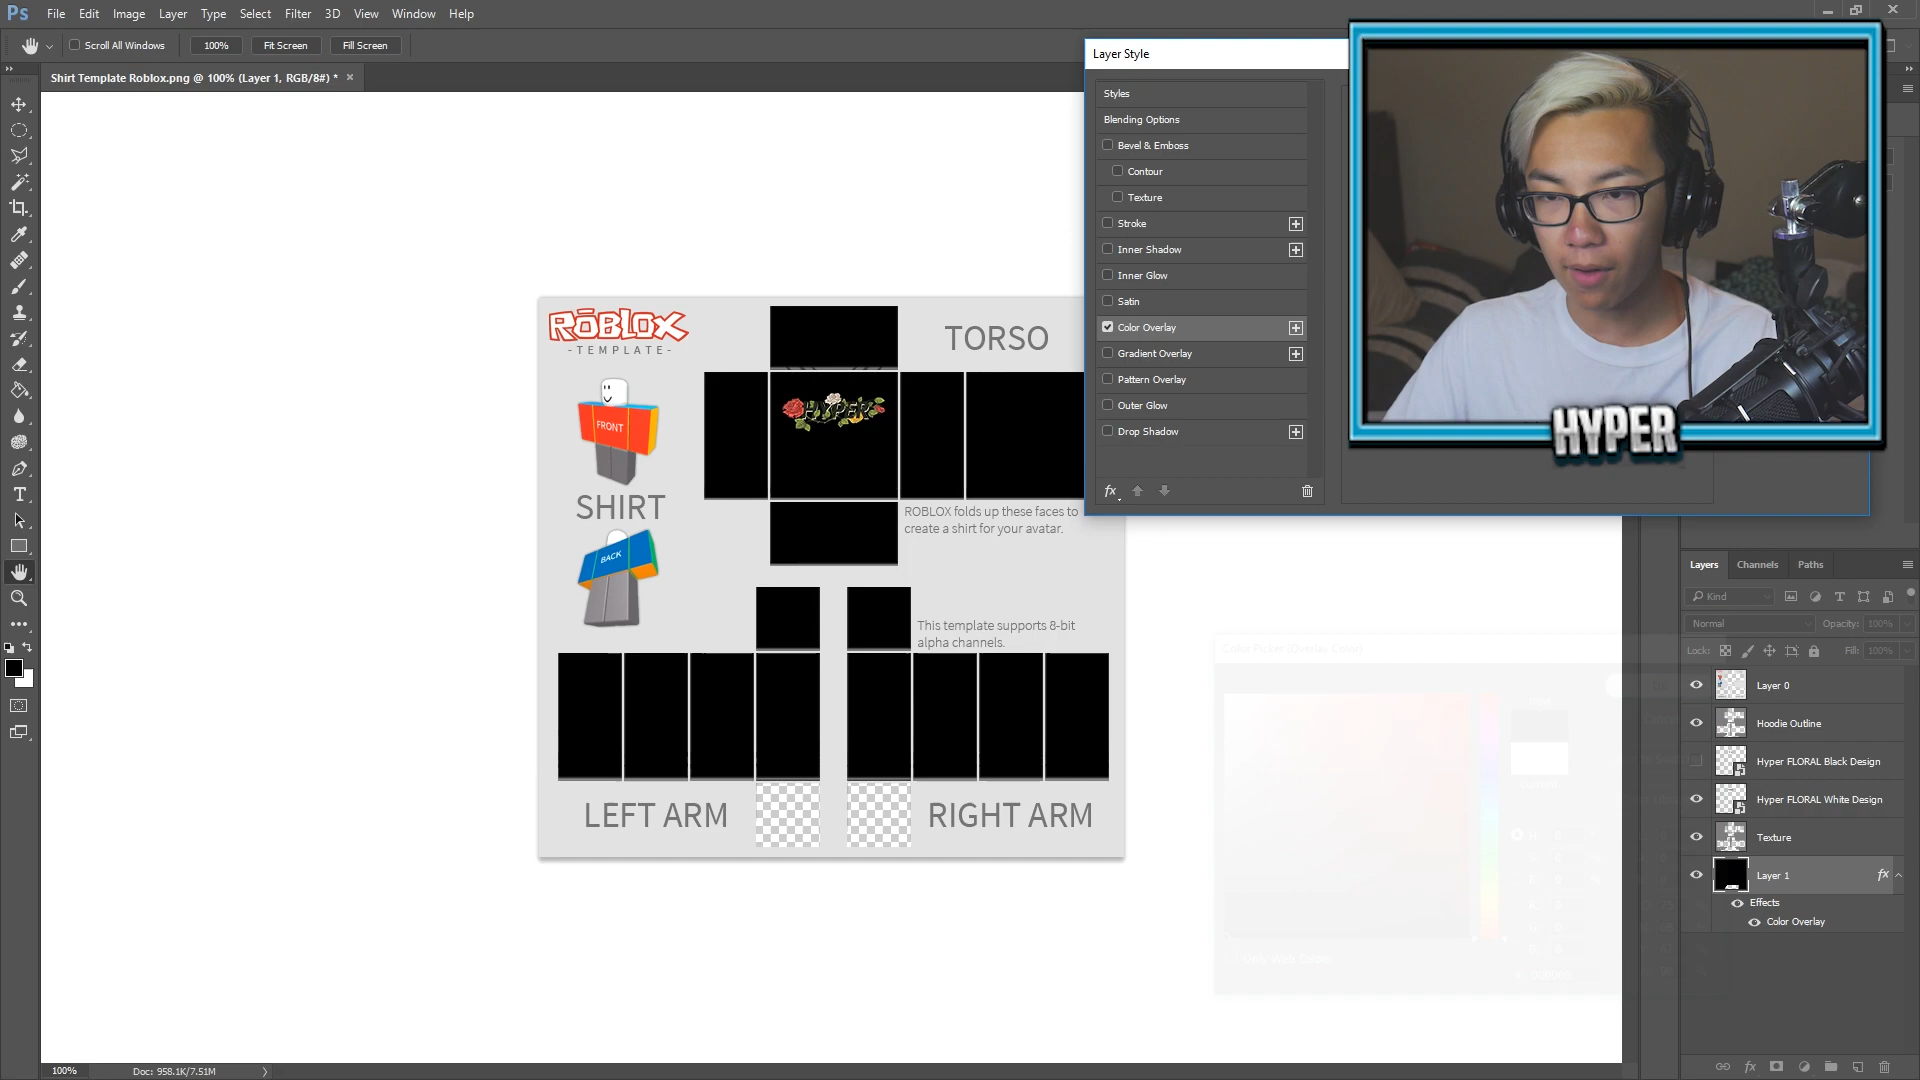 Ps File Edit Image Layer Type Select Filter 3D View Window Help
Scroll All Windows 100% Fit Screen Fill Screen
Shirt Template Roblox.png @ 100% (Layer 1, RGB/8#) *
Layer Style
Styles
Blending Options
Bevel & Emboss
Contour
Texture
Stroke
Inner Shadow
Inner Glow
Satin
Color Overlay
Gradient Overlay
Pattern Overlay
Outer Glow
Drop Shadow
fx
HYPER
ROBLOX
-TEMPLATE-
TORSO
HYPER
FRONT
SHIRT
ROBLOX folds up these faces to
create a shirt for your avatar.
BACK
This template supports 8-bit
alpha channels.
LEFT ARM
RIGHT ARM
Color Picker (Overlay Color)
Only Web Colors
Layers Channels Paths
Kind
Normal Opacity: 100%
Lock: Fill: 100%
Layer 0
Hoodie Outline
Hyper FLORAL Black Design
Hyper FLORAL White Design
Texture
Layer 1 fx
Effects
Color Overlay
fx
100% Doc: 958.1K/7.51M